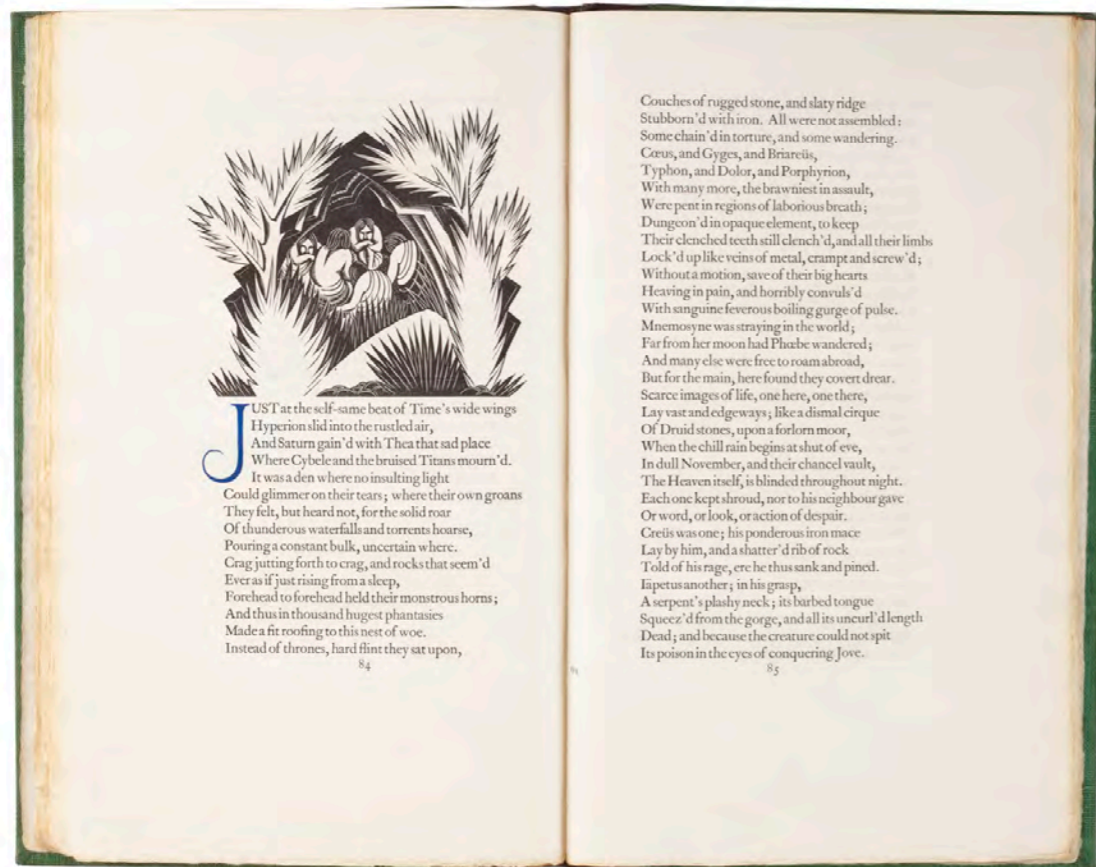 JUST at the self-same beat of Time's wide wings
Hyperion slid into the rustled air,
And Saturn gain'd with Thea that sad place
Where Cybele and the bruised Titans mourn'd.
It was a den where no insulting light
Could glimmer on their tears; where their own groans
They felt, but heard not, for the solid roar
Of thunderous waterfalls and torrents hoarse,
Pouring a constant bulk, uncertain where.
Crag jutting forth to crag, and rocks that seem'd
Ever as if just rising from a sleep,
Forehead to forehead held their monstrous horns;
And thus in thousand hugest phantasies
Made a fit roofing to this nest of woe.
Instead of thrones, hard flint they sat upon,
84
Couches of rugged stone, and slaty ridge
Stubborn'd with iron. All were not assembled:
Some chain'd in torture, and some wandering.
Cœus, and Gyges, and Briareüs,
Typhon, and Dolor, and Porphyrion,
With many more, the brawniest in assault,
Were pent in regions of laborious breath;
Dungeon'd in opaque element, to keep
Their clenched teeth still clench'd, and all their limbs
Lock'd up like veins of metal, crampt and screw'd;
Without a motion, save of their big hearts
Heaving in pain, and horribly convuls'd
With sanguine feverous boiling gurge of pulse.
Mnemosyne was straying in the world;
Far from her moon had Phœbe wandered;
And many else were free to roam abroad,
But for the main, here found they covert drear.
Scarce images of life, one here, one there,
Lay vast and edgeways; like a dismal cirque
Of Druid stones, upon a forlorn moor,
When the chill rain begins at shut of eve,
In dull November, and their chancel vault,
The Heaven itself, is blinded throughout night.
Each one kept shroud, nor to his neighbour gave
Or word, or look, or action of despair.
Creüs was one; his ponderous iron mace
Lay by him, and a shatter'd rib of rock
Told of his rage, ere he thus sank and pined.
Iäpetus another; in his grasp,
A serpent's plashy neck; its barbed tongue
Squeez'd from the gorge, and all its uncurl'd length
Dead; and because the creature could not spit
Its poison in the eyes of conquering Jove.
85